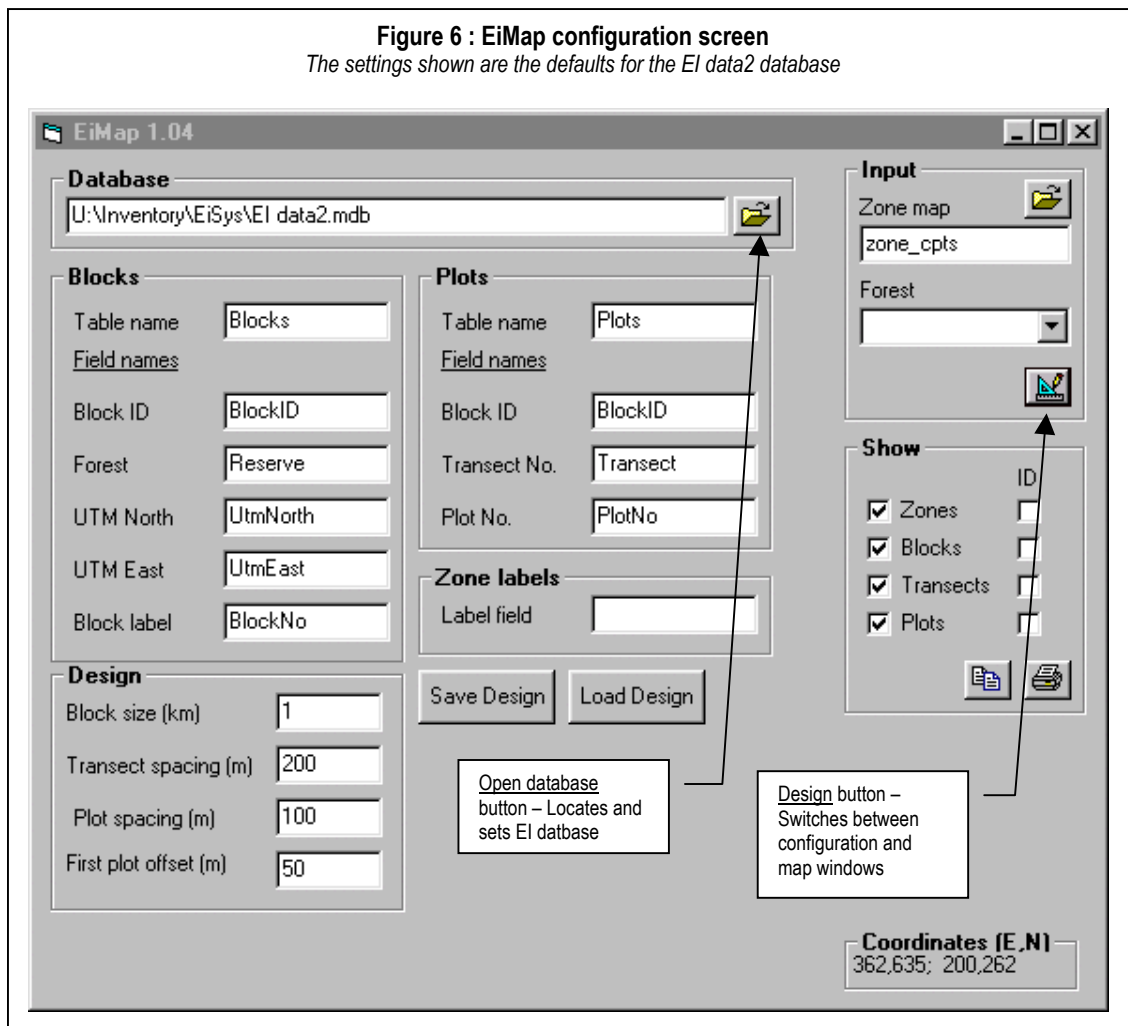 Figure 6 : EiMap configuration screen
The settings shown are the defaults for the EI data2 database
EiMap 1.04
Database
U:\Inventory\EiSys\EI data2.mdb
Blocks
Table name Blocks
Field names
Block ID BlockID
Forest Reserve
UTM North UtmNorth
UTM East UtmEast
Block label BlockNo
Plots
Table name Plots
Field names
Block ID BlockID
Transect No. Transect
Plot No. PlotNo
Zone labels
Label field
Design
Block size (km) 1
Transect spacing (m) 200
Plot spacing (m) 100
First plot offset (m) 50
Save Design Load Design
Input
Zone map
zone_cpts
Forest
Show
ID
Zones
Blocks
Transects
Plots
Open database
button – Locates and
sets EI datbase
Design button –
Switches between
configuration and
map windows
Coordinates (E,N)
362,635; 200,262